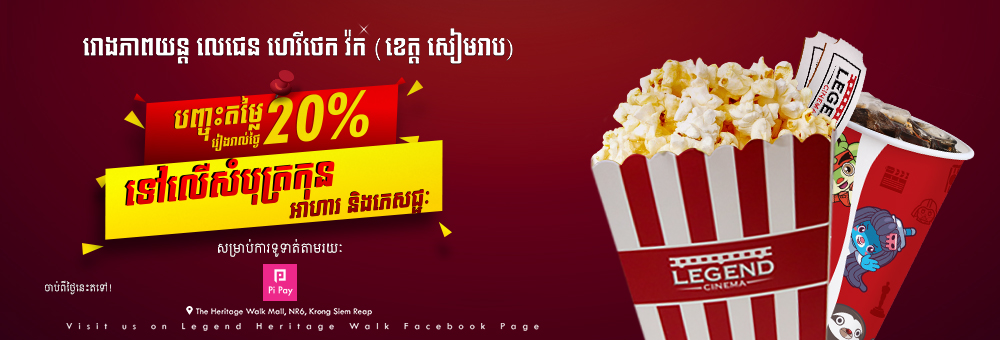 រោងភាពយន្ត លេជេន ហេរីថេក វ៉ក ( ខេត្ត សៀមរាប)
បញ្ចុះតម្លៃ 20%
រៀងរាល់ថ្ងៃ
ទៅលើសំបុត្រកុន
អាហារ និងភេសជ្ជៈ
សម្រាប់ការទូទាត់តាមរយៈ
Pi Pay
ចាប់ពីថ្ងៃនេះតទៅ!
The Heritage Walk Mall, NR6, Krong Siem Reap
Visit us on Legend Heritage Walk Facebook Page
LEGEND
CINEMA
LEGEND
CINEMA